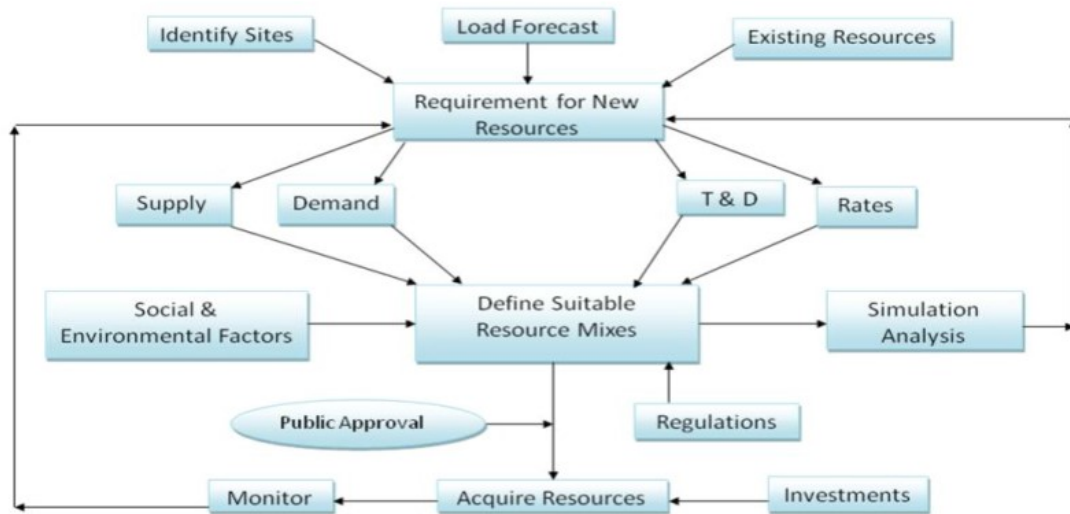 Identify Sites
Load Forecast
Existing Resources
Requirement for New
Resources
Supply
Demand
T & D
Rates
Social &
Environmental Factors
Define Suitable
Resource Mixes
Simulation
Analysis
Public Approval
Regulations
Monitor
Acquire Resources
Investments